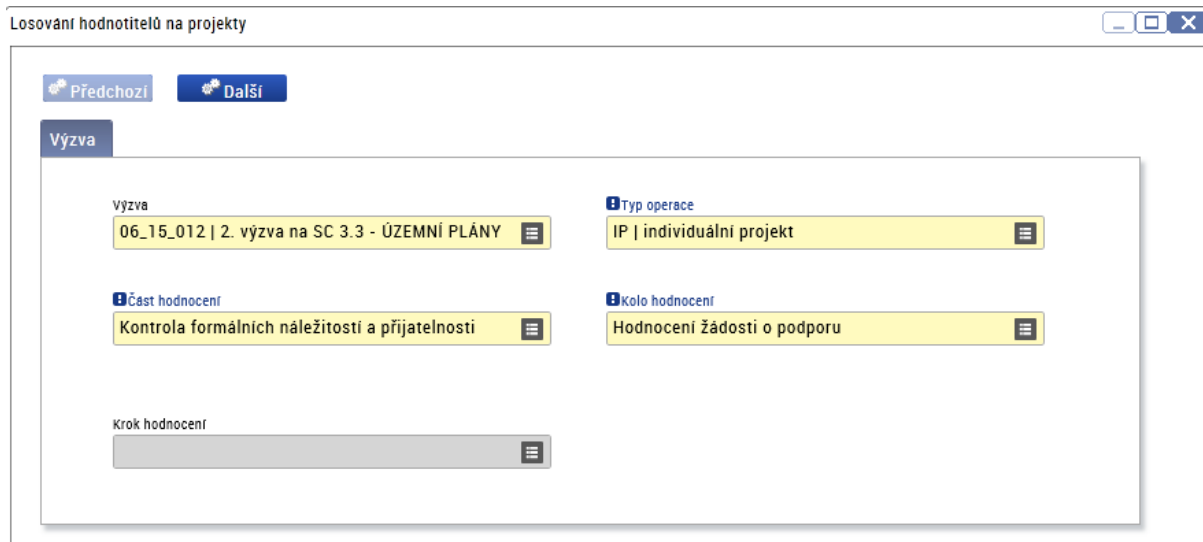 Losování hodnotitelů na projekty
Předchozí Další
Výzva
Výzva Typ operace
06_15_012 | 2. výzva na SC 3.3 - ÚZEMNÍ PLÁNY IP | individuální projekt
Část hodnocení Kolo hodnocení
Kontrola formálních náležitostí a přijatelnosti Hodnocení žádosti o podporu
Krok hodnocení